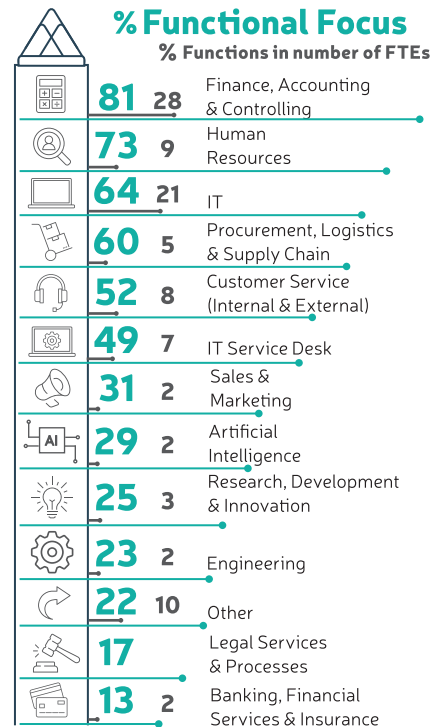 % Functional Focus
% Functions in number of FTEs
81 28 Finance, Accounting
& Controlling
73 9 Human
Resources
64 21 IT
60 5 Procurement, Logistics
& Supply Chain
52 8 Customer Service
(Internal & External)
49 7 IT Service Desk
31 2 Sales &
Marketing
AI 29 2 Artificial
Intelligence
25 3 Research, Development
& Innovation
23 2 Engineering
22 10 Other
17 Legal Services
& Processes
13 2 Banking, Financial
Services & Insurance